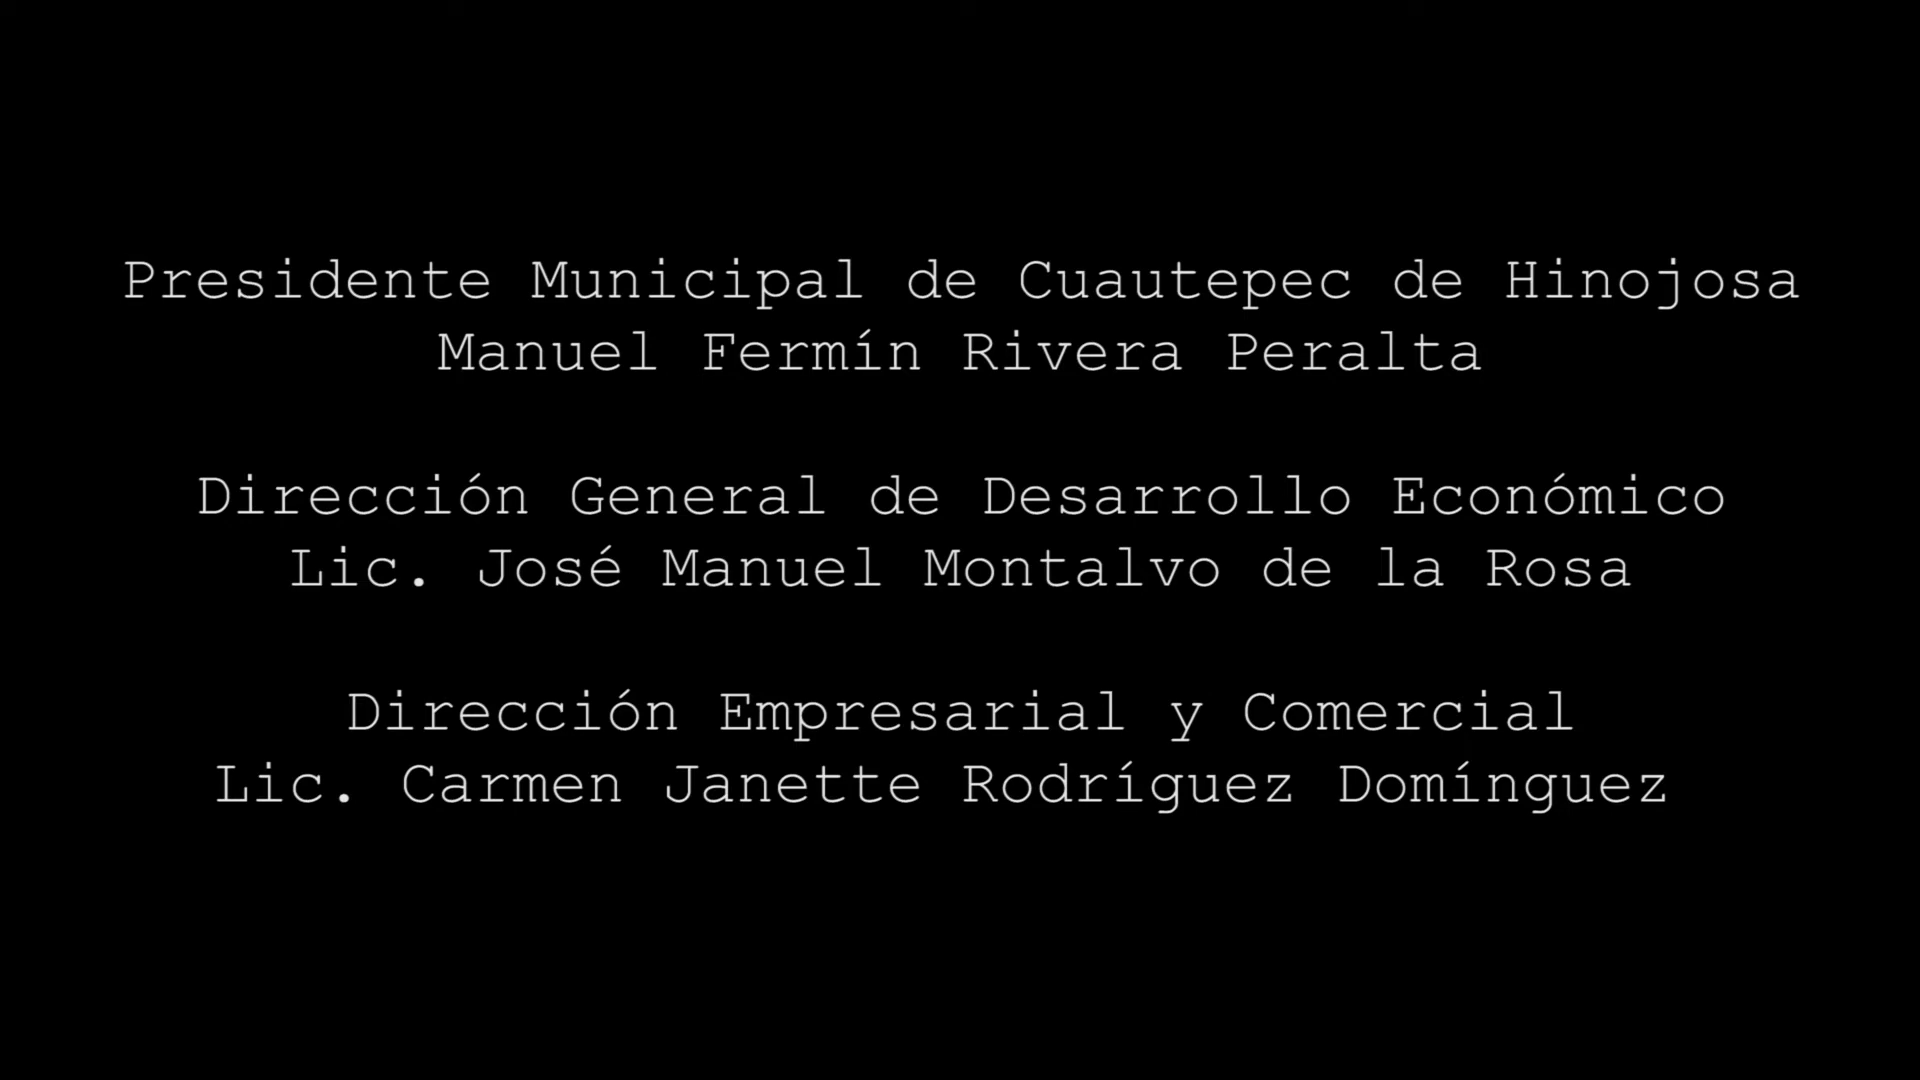 Presidente Municipal de Cuautepec de Hinojosa
Manuel Fermín Rivera Peralta
Dirección General de Desarrollo Económico
Lic. José Manuel Montalvo de la Rosa
Dirección Empresarial y Comercial
Lic. Carmen Janette Rodríguez Domínguez